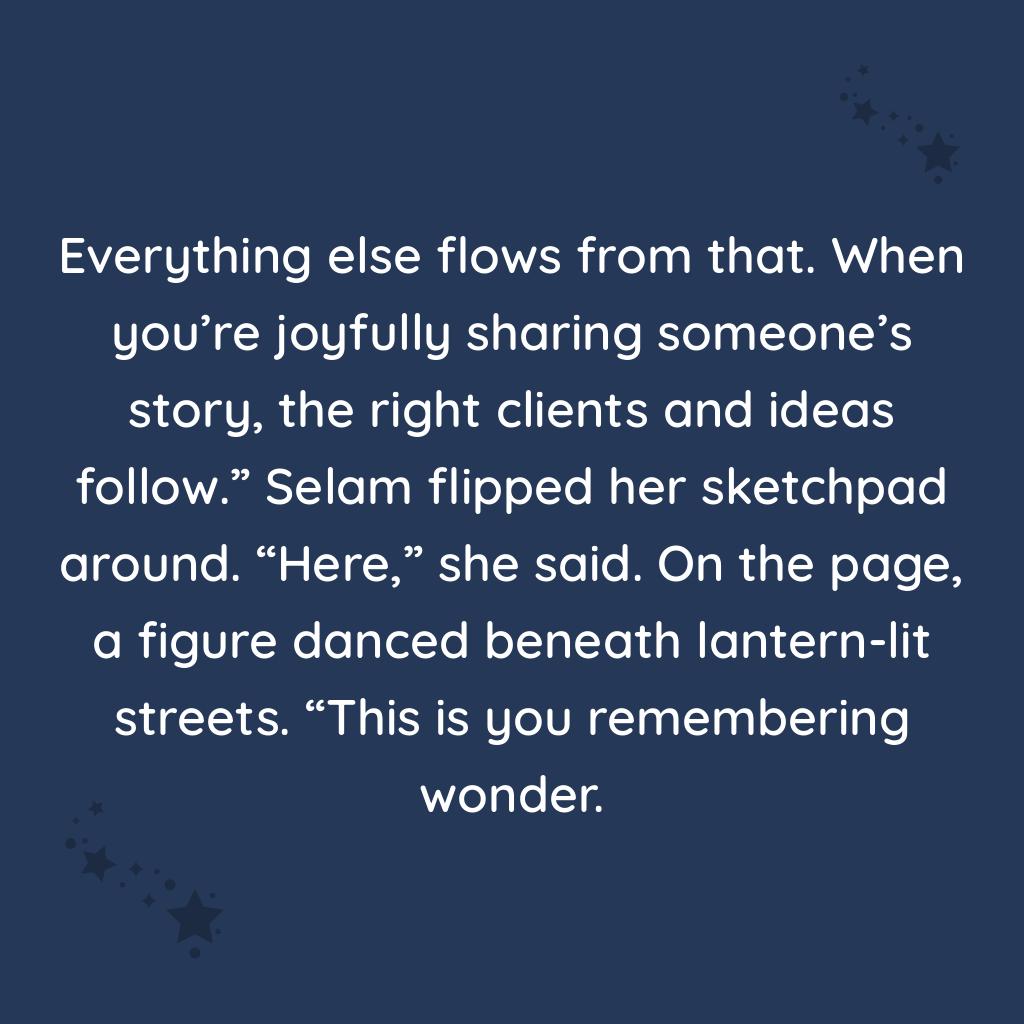 Everything else flows from that. When
you’re joyfully sharing someone’s
story, the right clients and ideas
follow.” Selam flipped her sketchpad
around. “Here,” she said. On the page,
a figure danced beneath lantern-lit
streets. “This is you remembering
wonder.